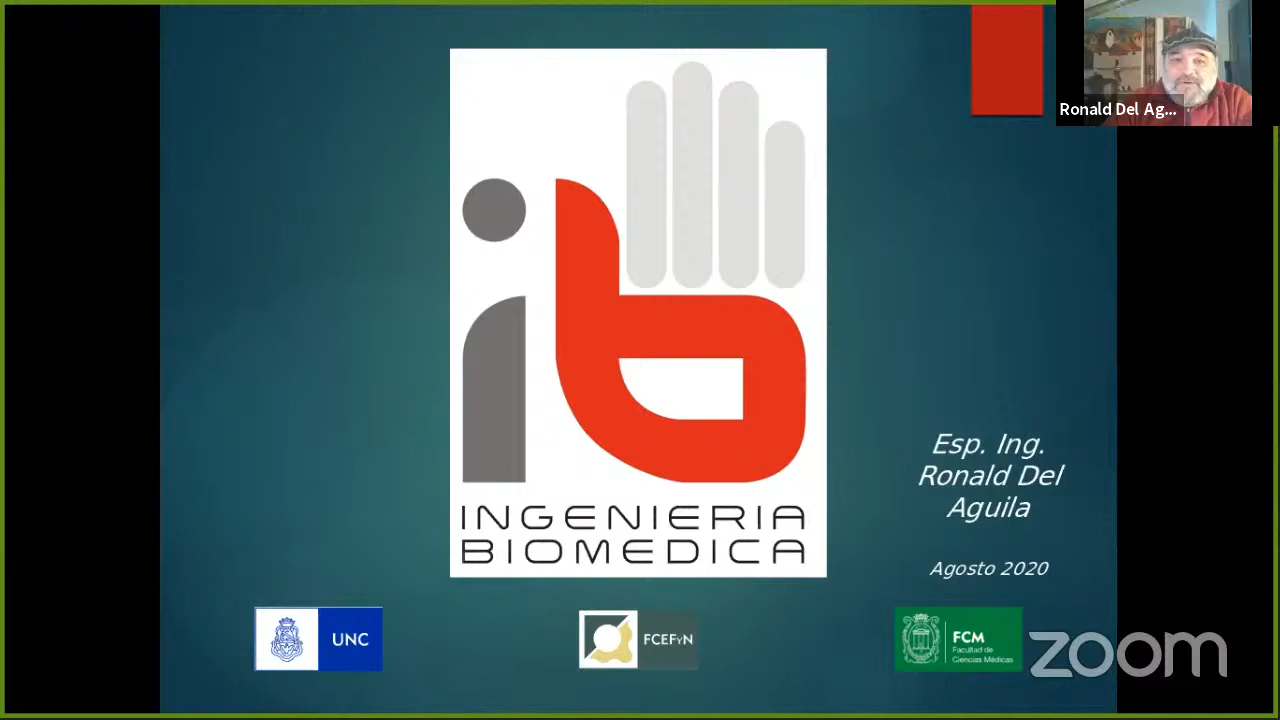 Ronald Del Ag...
ib
INGENIERIA
BIOMEDICA
Esp. Ing.
Ronald Del
Aguila
Agosto 2020
UNC
FCEFyN
FCM
Facultad de
Ciencias Médicas
zoom